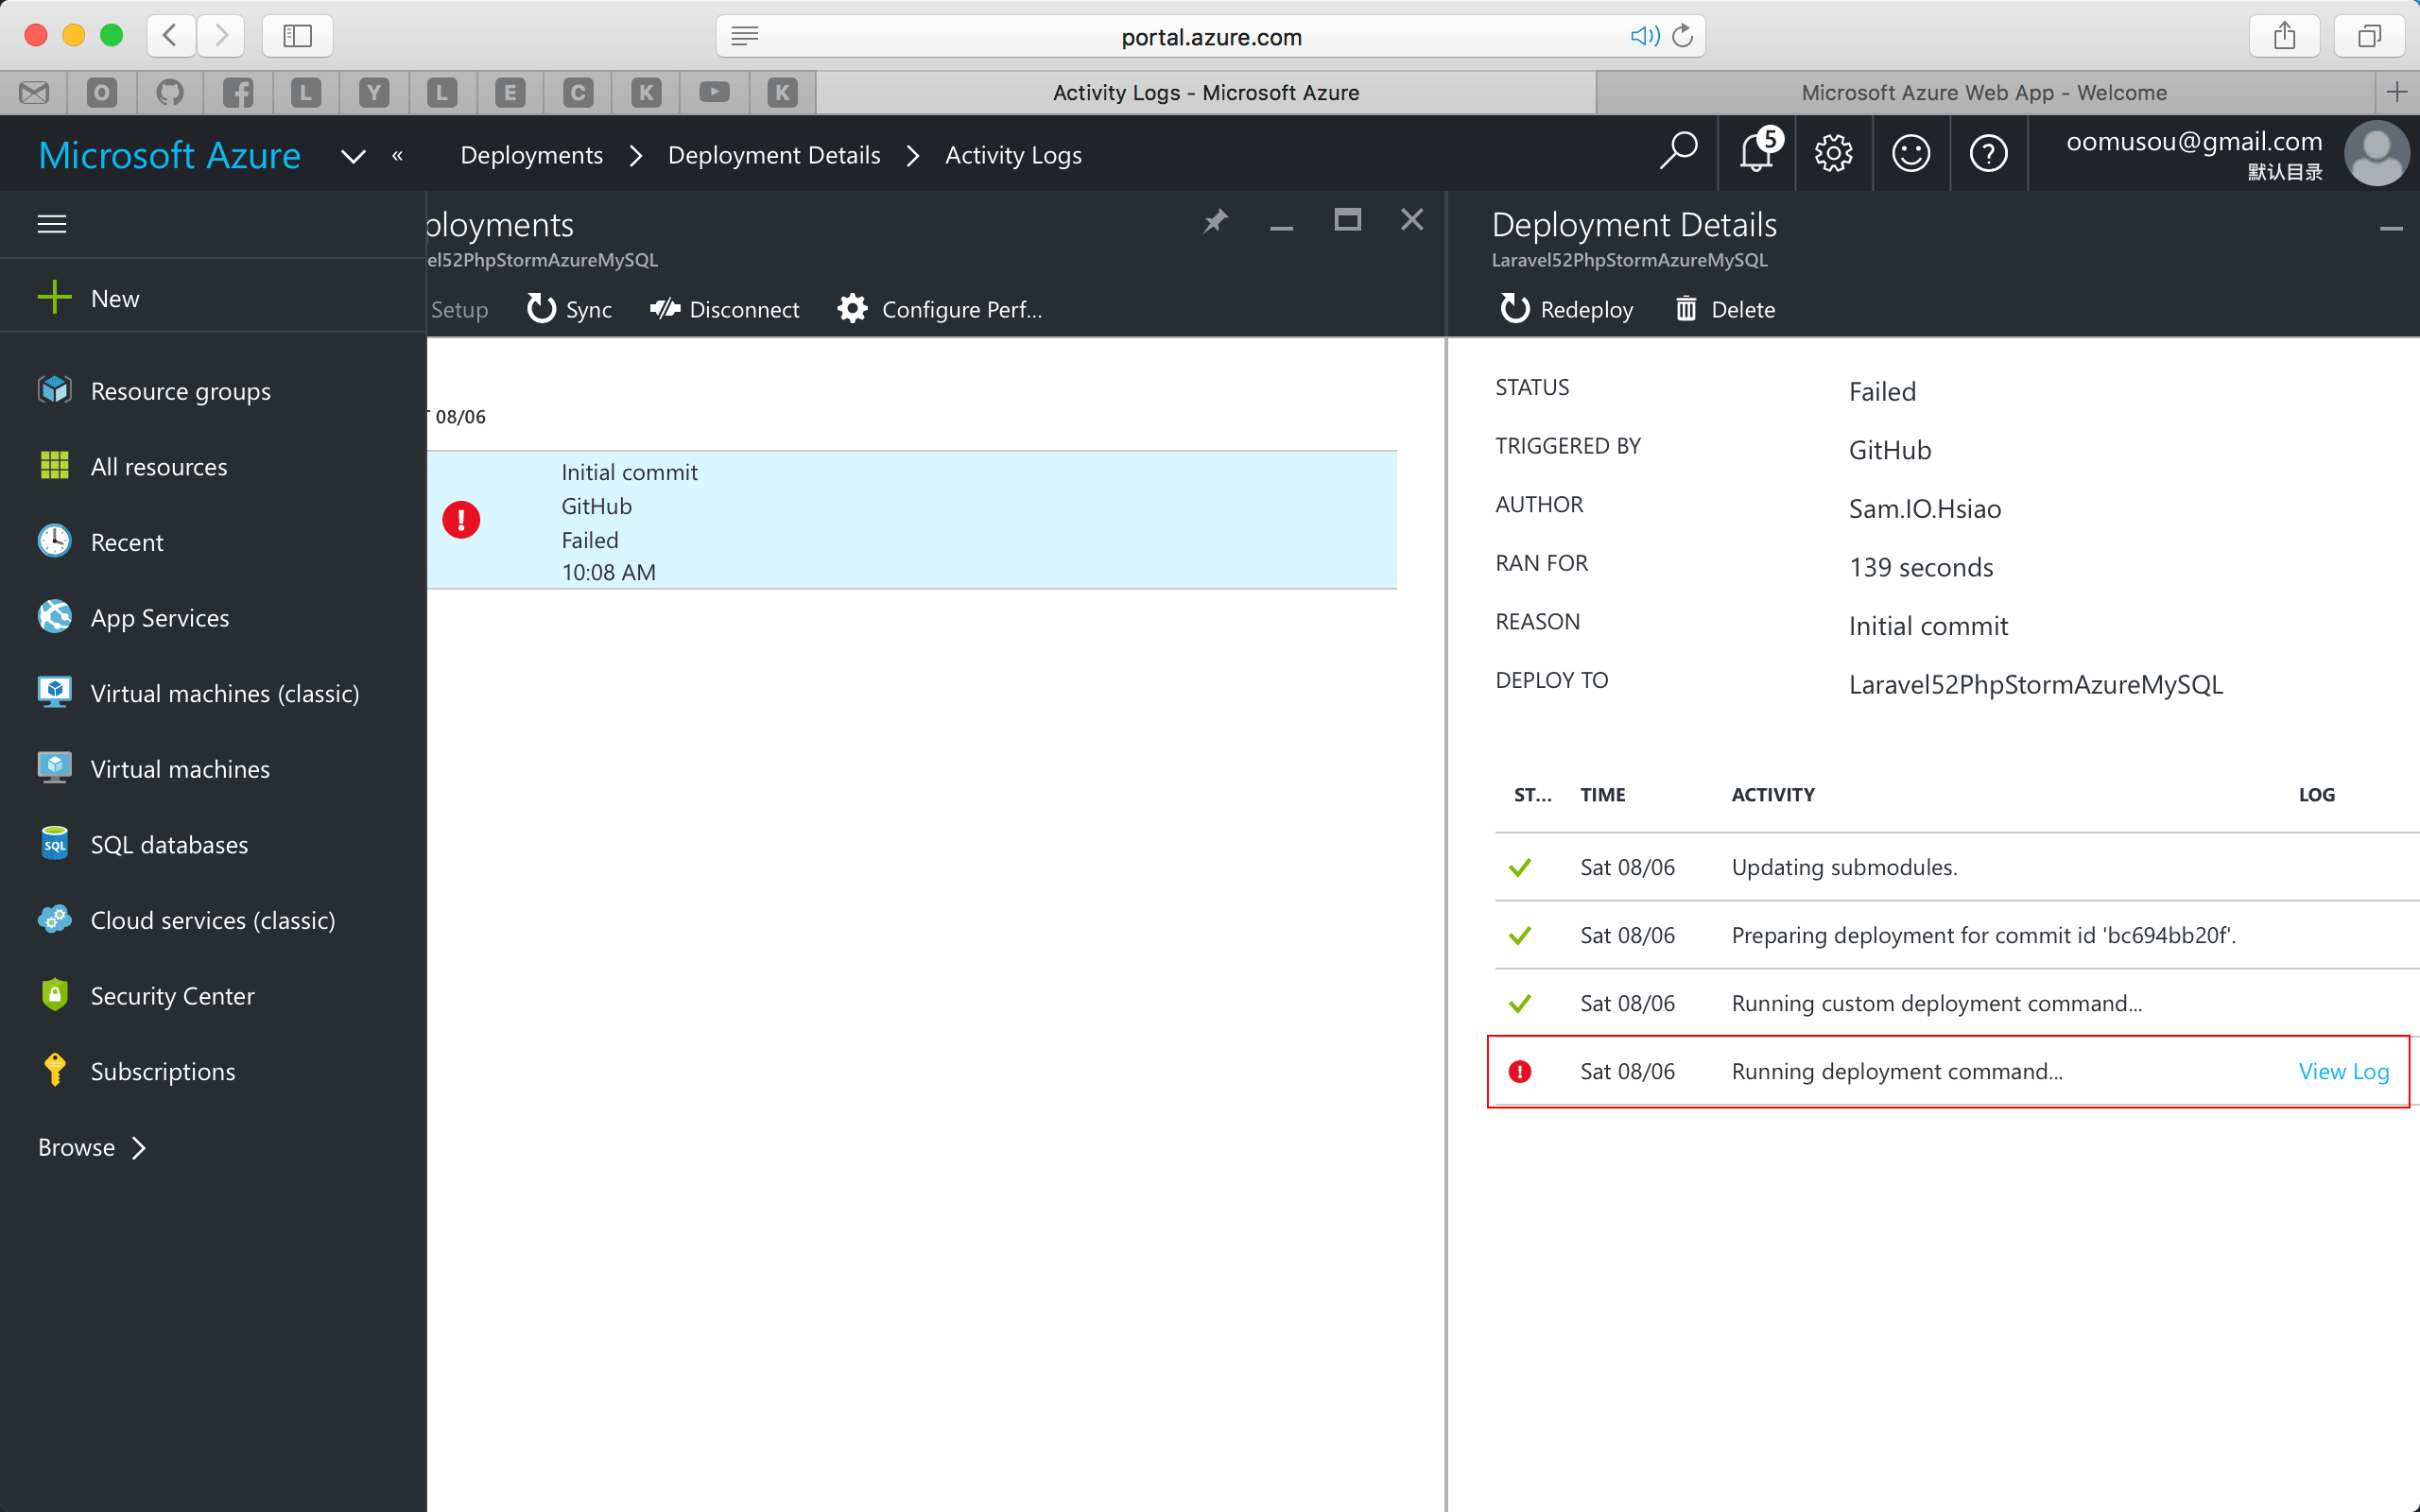 portal.azure.com
O
L
Y
L
E
C
K
K
Activity Logs - Microsoft Azure
Microsoft Azure Web App - Welcome
Microsoft Azure
«
Deployments
Deployment Details
Activity Logs
5
oomusou@gmail.com
默认目录
New
Resource groups
All resources
Recent
App Services
Virtual machines (classic)
Virtual machines
SQL
SQL databases
Cloud services (classic)
Security Center
Subscriptions
Browse
ployments
el52PhpStormAzureMySQL
Setup
Sync
Disconnect
Configure Perf...
08/06
Initial commit
GitHub
Failed
10:08 AM
Deployment Details
Laravel52PhpStormAzureMySQL
Redeploy
Delete
STATUS Failed
TRIGGERED BY GitHub
AUTHOR Sam.IO.Hsiao
RAN FOR 139 seconds
REASON Initial commit
DEPLOY TO Laravel52PhpStormAzureMySQL
ST... TIME ACTIVITY LOG
Sat 08/06 Updating submodules.
Sat 08/06 Preparing deployment for commit id 'bc694bb20f'.
Sat 08/06 Running custom deployment command...
Sat 08/06 Running deployment command... View Log